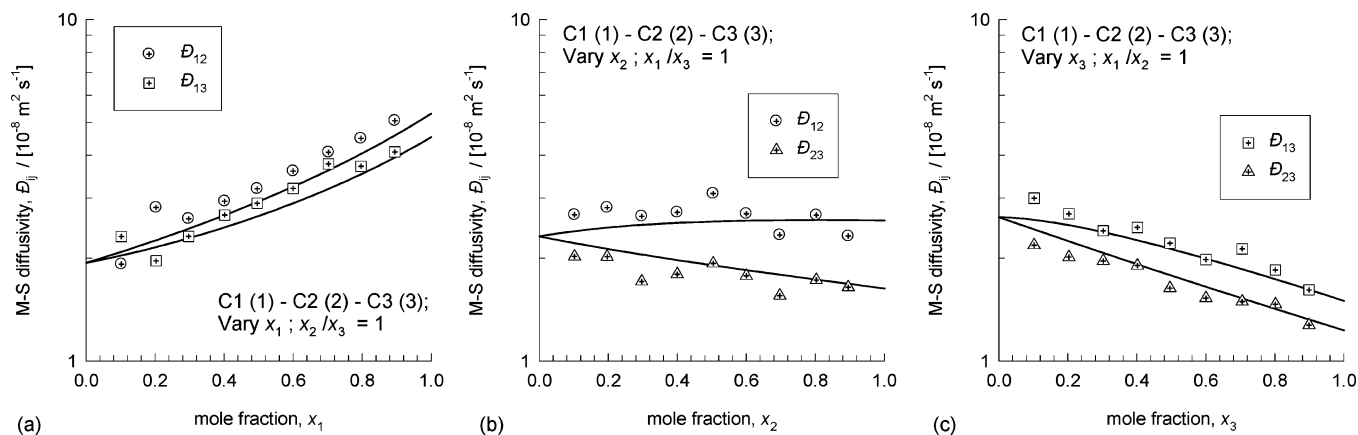 M-S diffusivity, Đij / [10-8 m2 s-1]
10
1
Đ12
Đ13
C1 (1) - C2 (2) - C3 (3);
Vary x1 ; x2 /x3 = 1
0.0 0.2 0.4 0.6 0.8 1.0
(a) mole fraction, x1
M-S diffusivity, Đij / [10-8 m2 s-1]
10
1
C1 (1) - C2 (2) - C3 (3);
Vary x2 ; x1 /x3 = 1
Đ12
Đ23
0.0 0.2 0.4 0.6 0.8 1.0
(b) mole fraction, x2
M-S diffusivity, Đij / [10-8 m2 s-1]
10
1
C1 (1) - C2 (2) - C3 (3);
Vary x3 ; x1 /x2 = 1
Đ13
Đ23
0.0 0.2 0.4 0.6 0.8 1.0
(c) mole fraction, x3